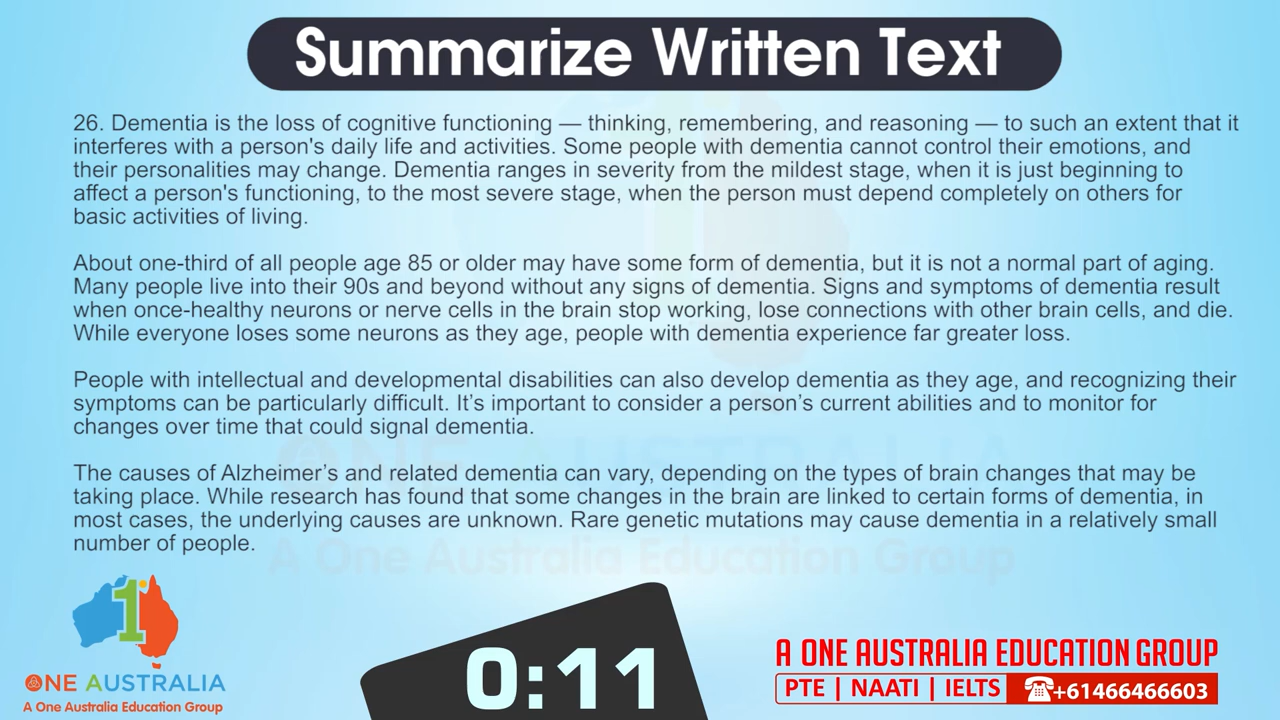 Summarize Written Text
26. Dementia is the loss of cognitive functioning — thinking, remembering, and reasoning — to such an extent that it
interferes with a person's daily life and activities. Some people with dementia cannot control their emotions, and
their personalities may change. Dementia ranges in severity from the mildest stage, when it is just beginning to
affect a person's functioning, to the most severe stage, when the person must depend completely on others for
basic activities of living.
About one-third of all people age 85 or older may have some form of dementia, but it is not a normal part of aging.
Many people live into their 90s and beyond without any signs of dementia. Signs and symptoms of dementia result
when once-healthy neurons or nerve cells in the brain stop working, lose connections with other brain cells, and die.
While everyone loses some neurons as they age, people with dementia experience far greater loss.
People with intellectual and developmental disabilities can also develop dementia as they age, and recognizing their
symptoms can be particularly difficult. It’s important to consider a person’s current abilities and to monitor for
changes over time that could signal dementia.
The causes of Alzheimer’s and related dementia can vary, depending on the types of brain changes that may be
taking place. While research has found that some changes in the brain are linked to certain forms of dementia, in
most cases, the underlying causes are unknown. Rare genetic mutations may cause dementia in a relatively small
number of people.
ONE AUSTRALIA
A One Australia Education Group
1
ONE AUSTRALIA
A One Australia Education Group
0:11
A ONE AUSTRALIA EDUCATION GROUP
PTE | NAATI | IELTS +61466466603